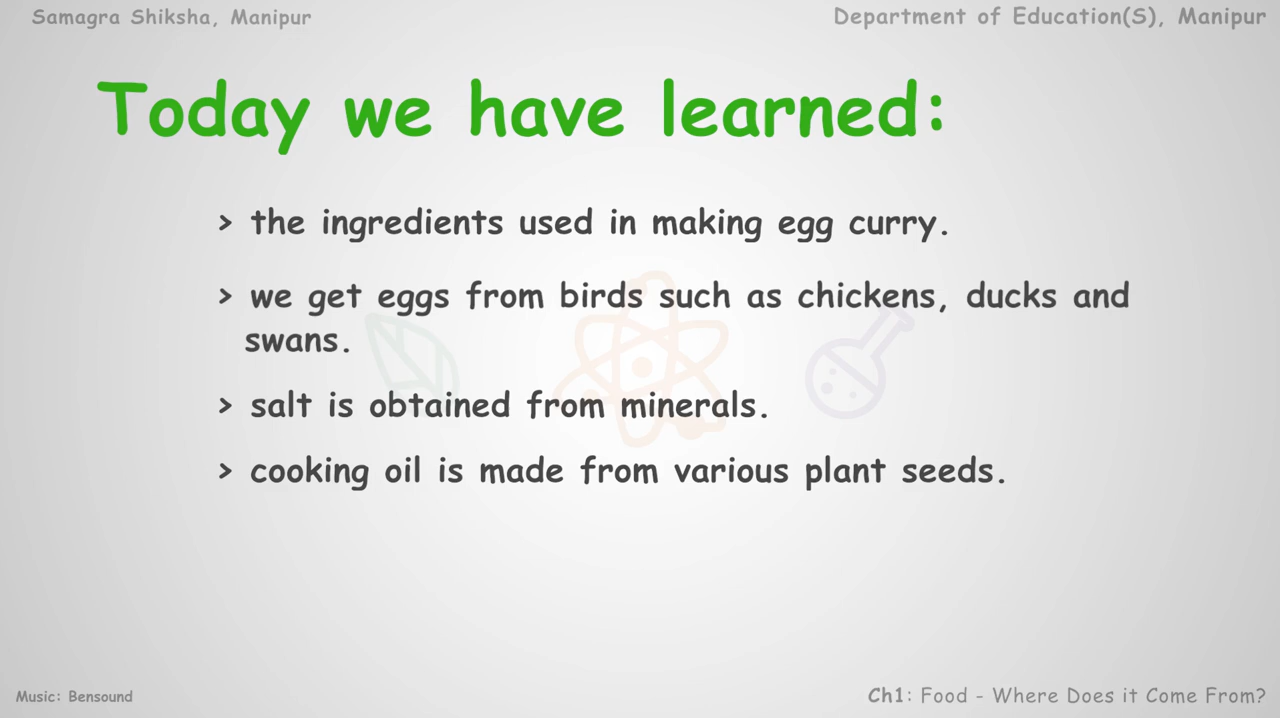 Samagra Shiksha, Manipur
Department of Education(S), Manipur
Today we have learned:
> the ingredients used in making egg curry.
> we get eggs from birds such as chickens, ducks and
swans.
> salt is obtained from minerals.
> cooking oil is made from various plant seeds.
Music: Bensound
Ch1: Food - Where Does it Come From?